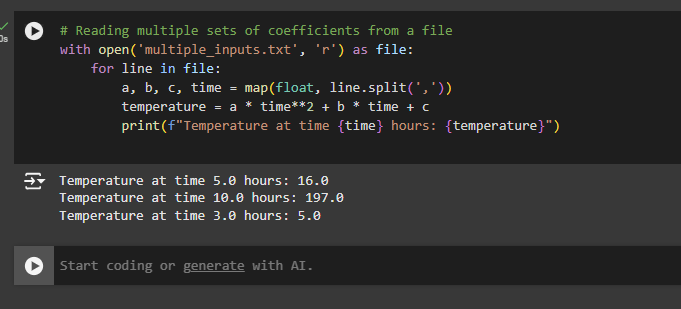 # Reading multiple sets of coefficients from a file
with open('multiple_inputs.txt', 'r') as file:
    for line in file:
        a, b, c, time = map(float, line.split(','))
        temperature = a * time**2 + b * time + c
        print(f"Temperature at time {time} hours: {temperature}")
Temperature at time 5.0 hours: 16.0
Temperature at time 10.0 hours: 197.0
Temperature at time 3.0 hours: 5.0
Start coding or generate with AI.